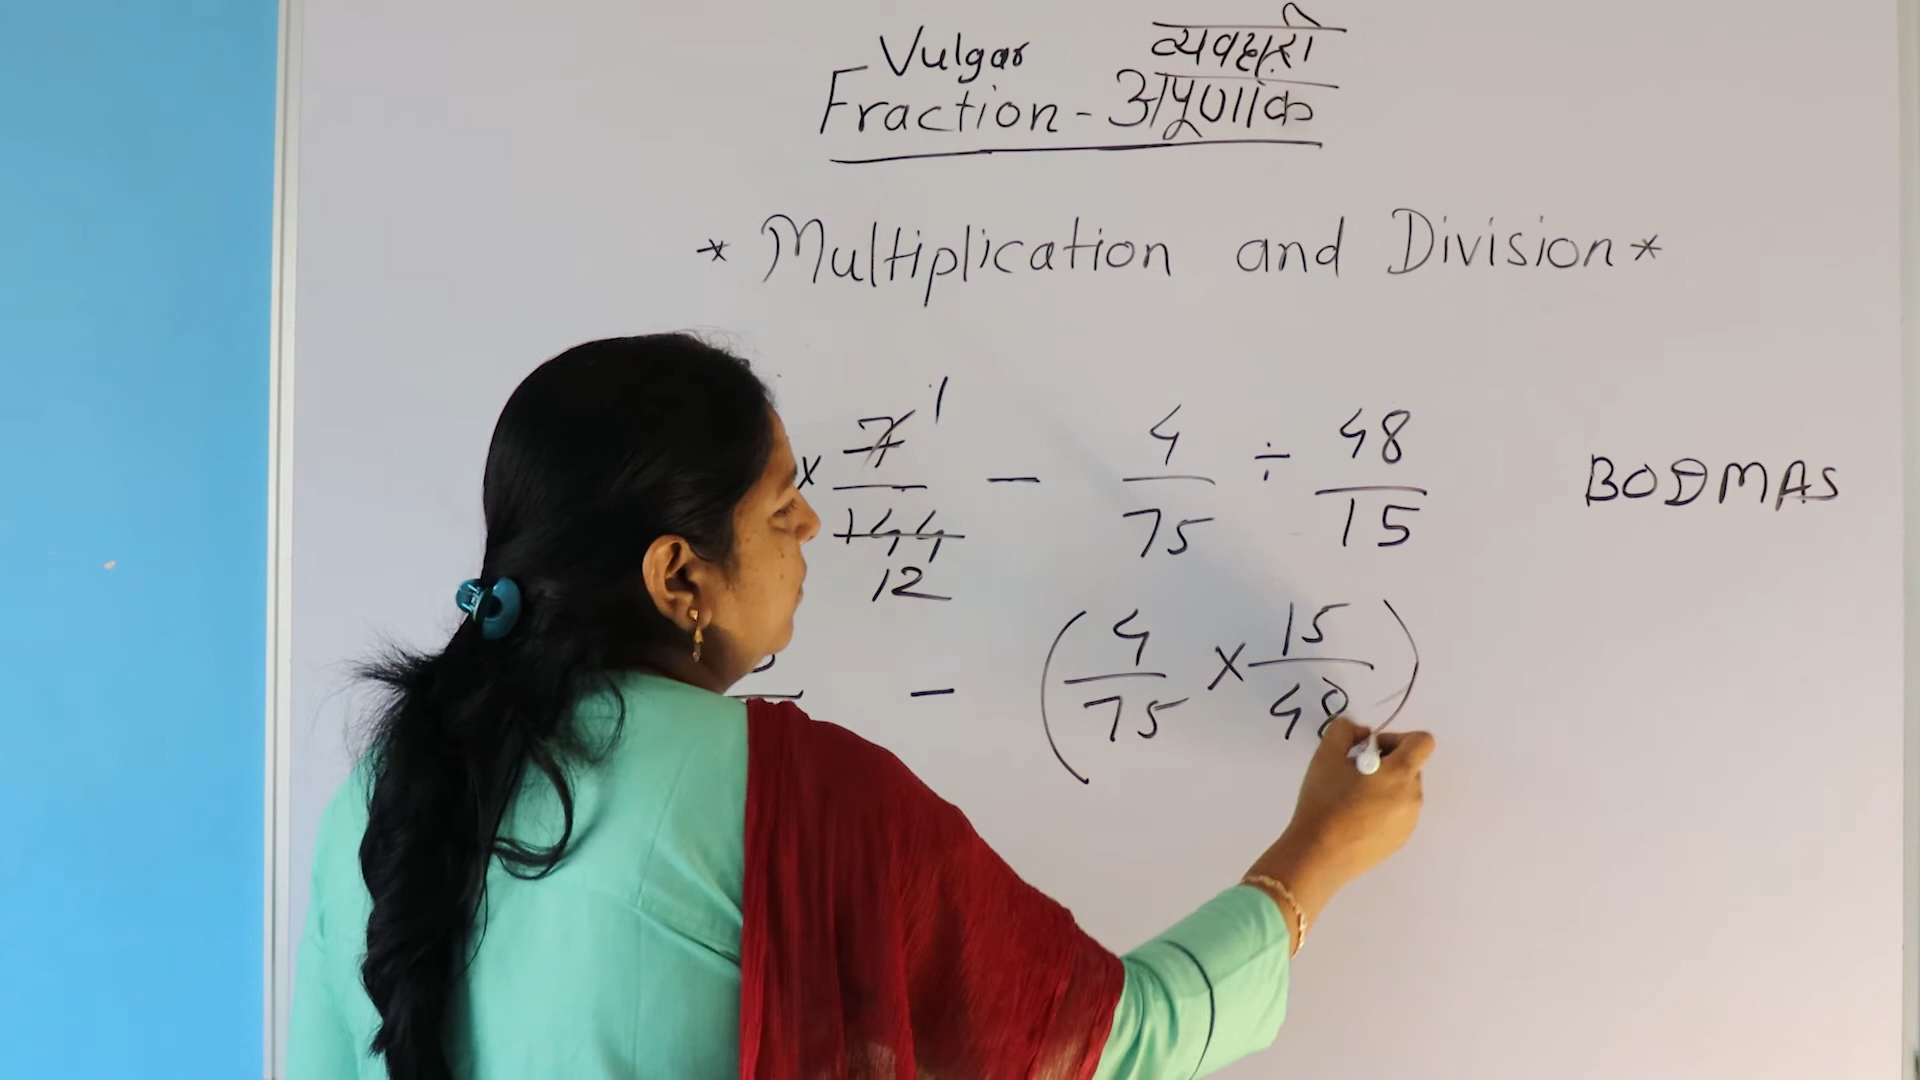 Vulgar व्यवहारी
Fraction - अपूर्णांक
* Multiplication and Division *
× 7 1 / 144 12 - 4/75 ÷ 48/15 BODMAS
- (4/75 × 15/48)